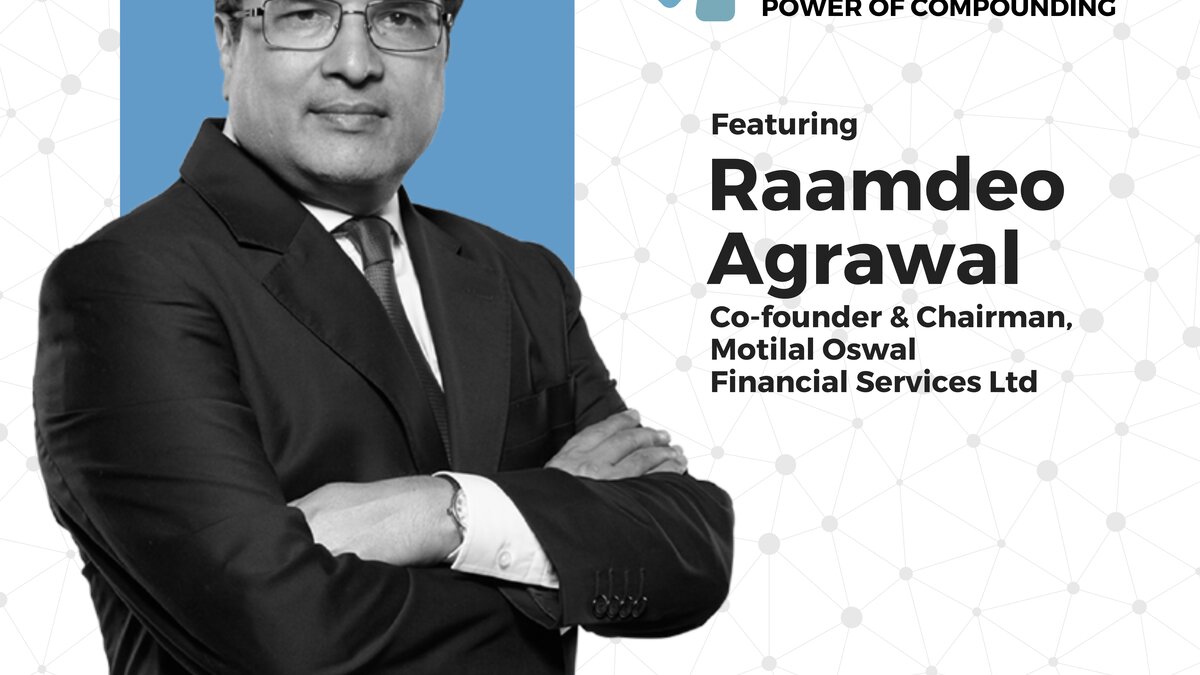 POWER OF COMPOUNDING
Featuring
Raamdeo
Agrawal
Co-founder & Chairman,
Motilal Oswal
Financial Services Ltd